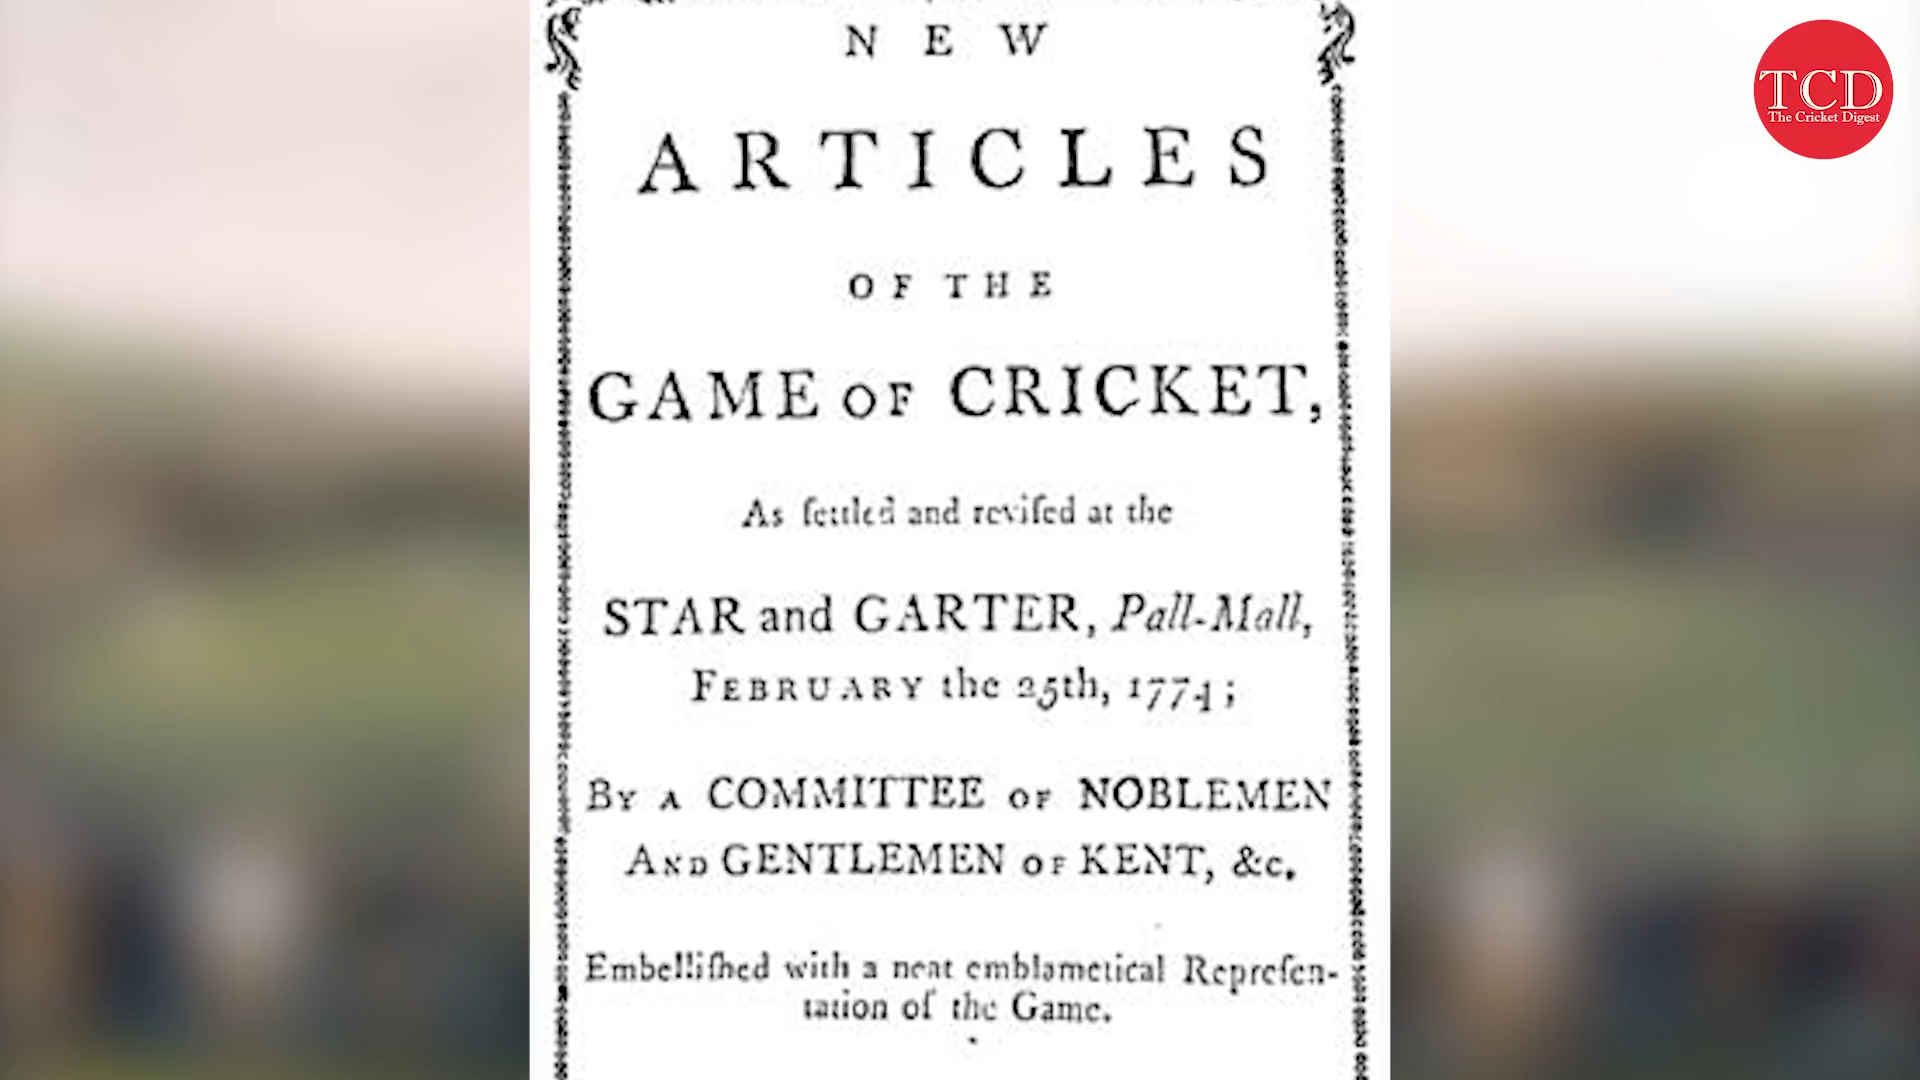 NEW
ARTICLES
OF THE
GAME OF CRICKET,
As ſettled and reviſed at the
STAR and GARTER, Pall-Mall,
FEBRUARY the 25th, 1774;
BY A COMMITTEE OF NOBLEMEN
AND GENTLEMEN OF KENT, &c.
Embelliſhed with a neat emblametical Repreſen-
tation of the Game.
TCD
The Cricket Digest